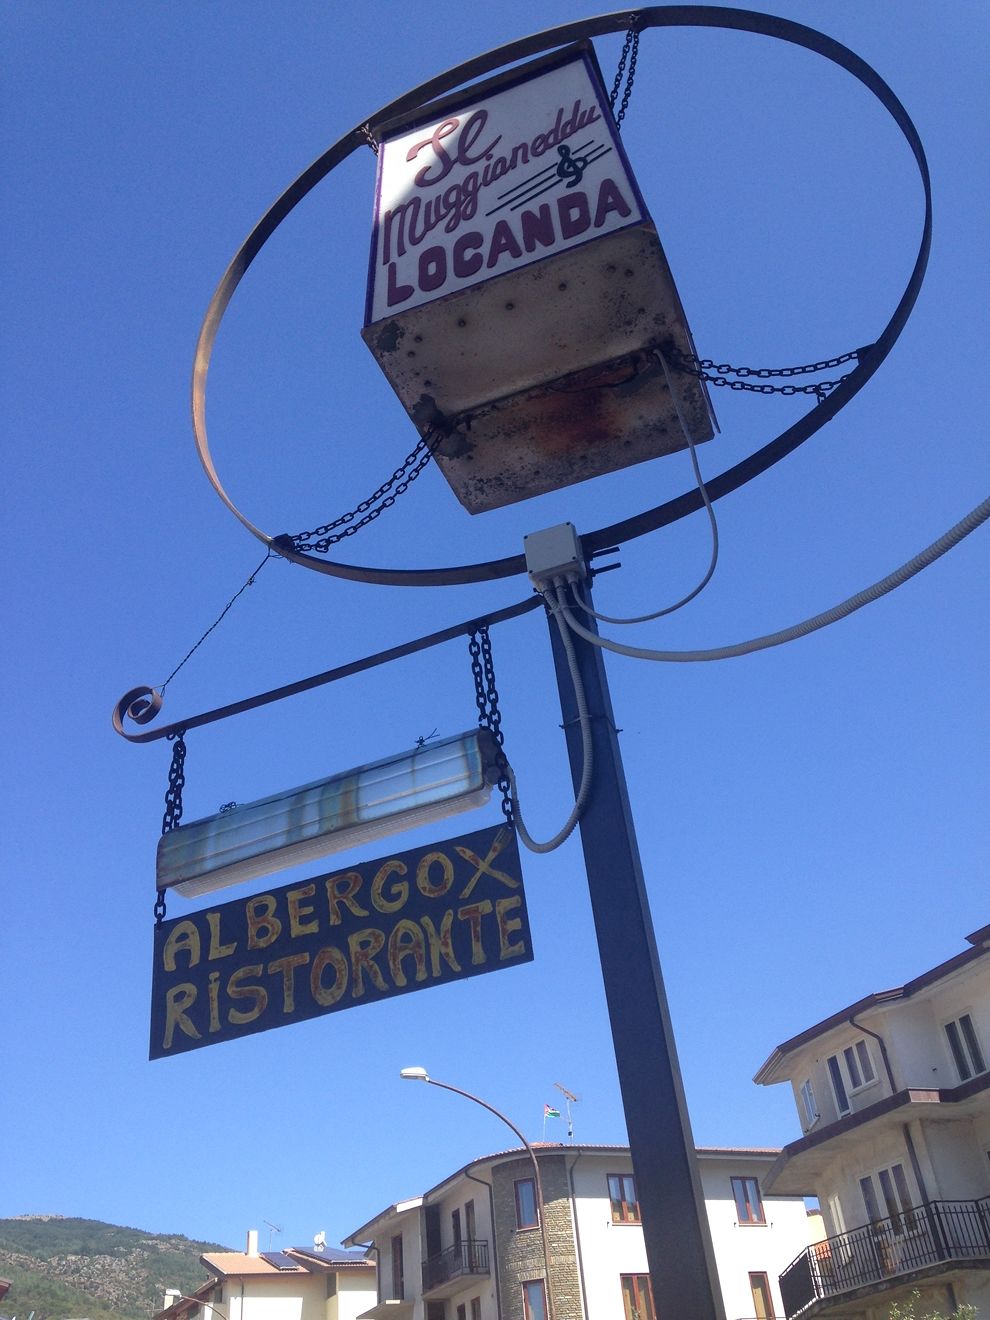 Il
Muggianeddu
LOCANDA
ALBERGO
RiSTORANTE